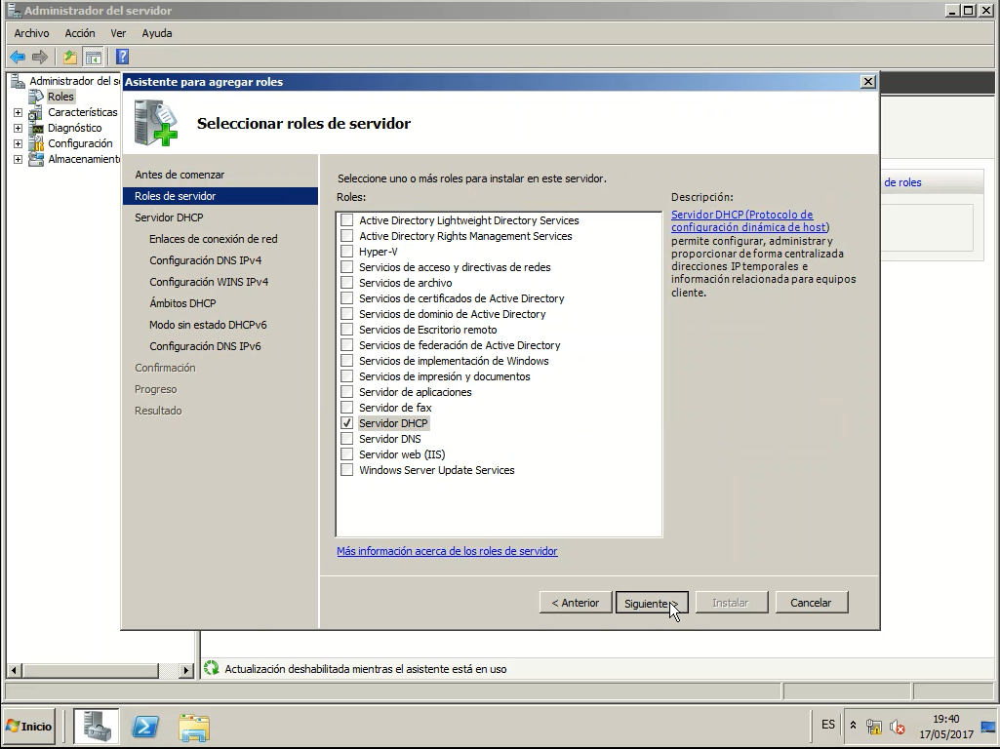 Administrador del servidor
Archivo Acción Ver Ayuda
Administrador del s
Roles
Características
Diagnóstico
Configuración
Almacenamiento
Asistente para agregar roles
Seleccionar roles de servidor
Antes de comenzar
Roles de servidor
Servidor DHCP
Enlaces de conexión de red
Configuración DNS IPv4
Configuración WINS IPv4
Ámbitos DHCP
Modo sin estado DHCPv6
Configuración DNS IPv6
Confirmación
Progreso
Resultado
Seleccione uno o más roles para instalar en este servidor.
Roles:
Active Directory Lightweight Directory Services
Active Directory Rights Management Services
Hyper-V
Servicios de acceso y directivas de redes
Servicios de archivo
Servicios de certificados de Active Directory
Servicios de dominio de Active Directory
Servicios de Escritorio remoto
Servicios de federación de Active Directory
Servicios de implementación de Windows
Servicios de impresión y documentos
Servidor de aplicaciones
Servidor de fax
Servidor DHCP
Servidor DNS
Servidor web (IIS)
Windows Server Update Services
Más información acerca de los roles de servidor
Descripción:
Servidor DHCP (Protocolo de
configuración dinámica de host)
permite configurar, administrar y
proporcionar de forma centralizada
direcciones IP temporales e
información relacionada para equipos
cliente.
de roles
< Anterior Siguiente > Instalar Cancelar
Actualización deshabilitada mientras el asistente está en uso
Inicio
ES
19:40
17/05/2017